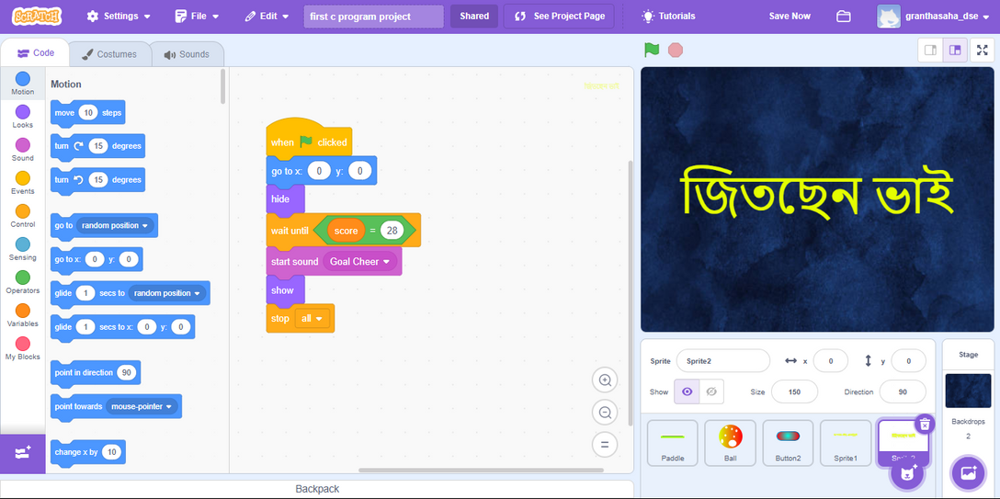 SCRATCH Settings File Edit first c program project Shared See Project Page Tutorials Save Now granthasaha_dse
Code Costumes Sounds
Motion
Looks
Sound
Events
Control
Sensing
Operators
Variables
My Blocks
Motion
move 10 steps
turn 15 degrees
turn 15 degrees
go to random position
go to x: 0 y: 0
glide 1 secs to random position
glide 1 secs to x: 0 y: 0
point in direction 90
point towards mouse-pointer
change x by 10
when clicked
go to x: 0 y: 0
hide
wait until score = 28
start sound Goal Cheer
show
stop all
Backpack
জিতছেন ভাই
Sprite Sprite2 x 0 y 0
Show Size 150 Direction 90
Paddle Ball Button2 Sprite1
Stage
Backdrops
2